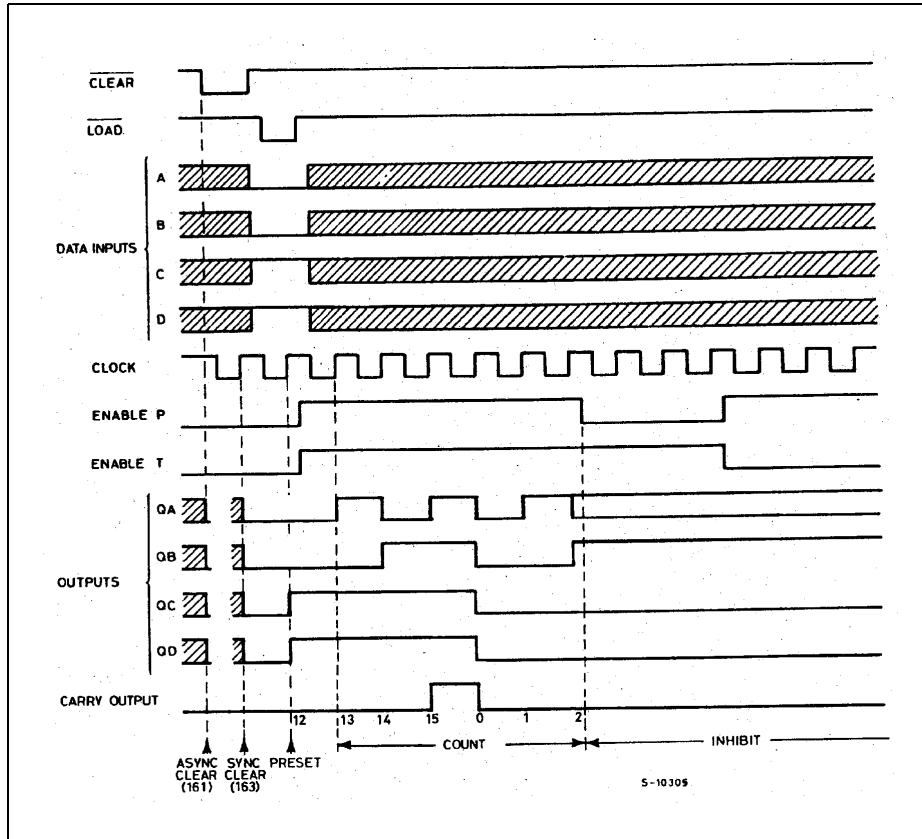 CLEAR
LOAD
DATA INPUTS
A
B
C
D
CLOCK
ENABLE P
ENABLE T
OUTPUTS
QA
QB
QC
QD
CARRY OUTPUT
12 13 14 15 0 1 2
COUNT INHIBIT
ASYNC CLEAR (161)
SYNC CLEAR (163)
PRESET
S-10309